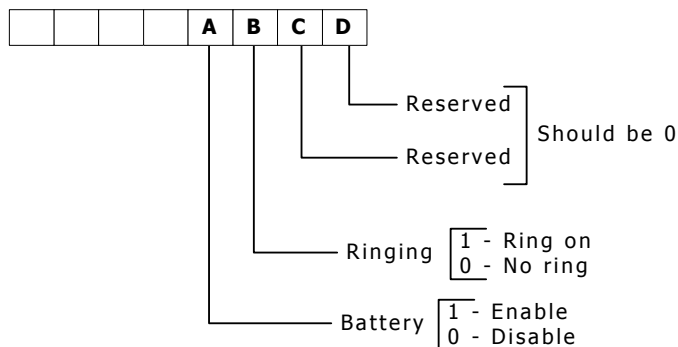 A B C D
Reserved
Should be 0
Reserved
Ringing
1 - Ring on
0 - No ring
Battery
1 - Enable
0 - Disable